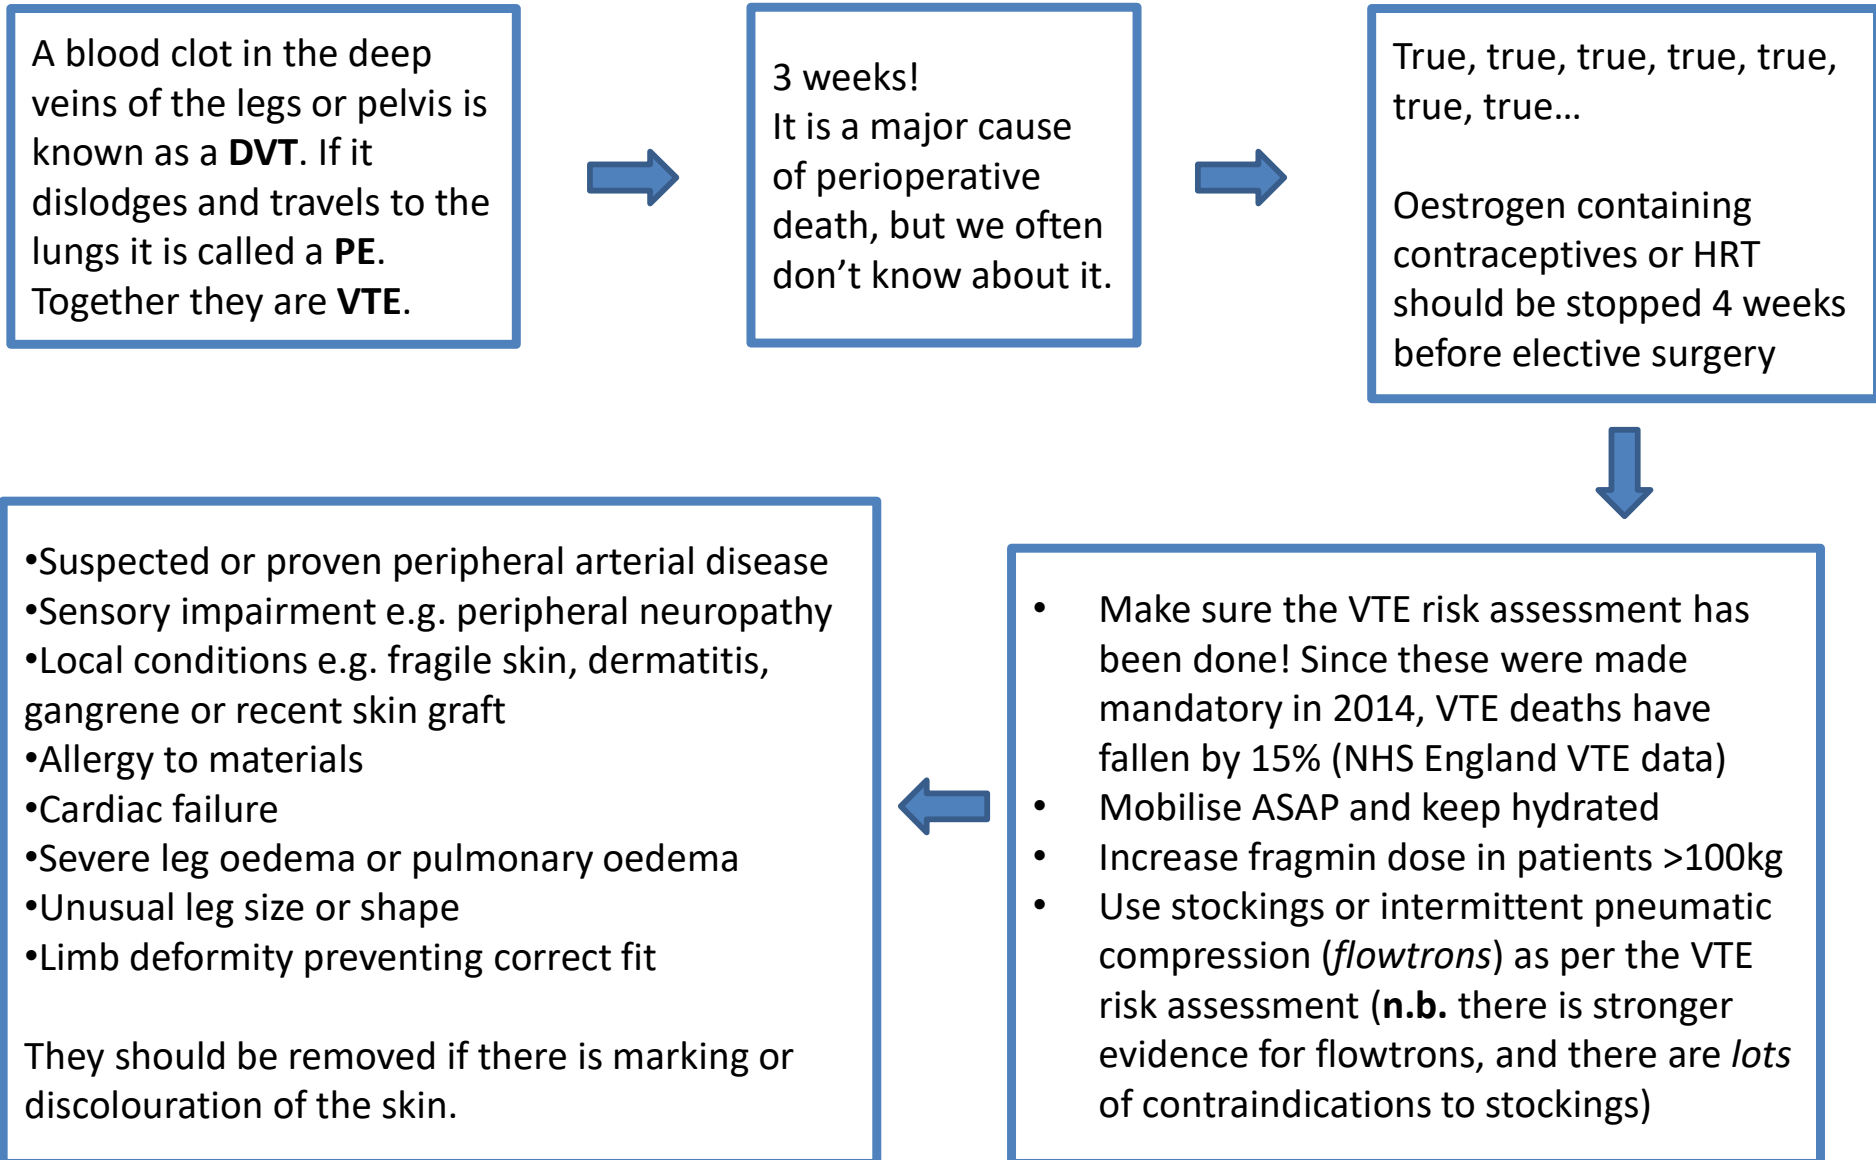 A blood clot in the deep
veins of the legs or pelvis is
known as a DVT. If it
dislodges and travels to the
lungs it is called a PE.
Together they are VTE.
3 weeks!
It is a major cause
of perioperative
death, but we often
don’t know about it.
True, true, true, true, true,
true, true…
Oestrogen containing
contraceptives or HRT
should be stopped 4 weeks
before elective surgery
• Make sure the VTE risk assessment has
been done! Since these were made
mandatory in 2014, VTE deaths have
fallen by 15% (NHS England VTE data)
• Mobilise ASAP and keep hydrated
• Increase fragmin dose in patients >100kg
• Use stockings or intermittent pneumatic
compression (flowtrons) as per the VTE
risk assessment (n.b. there is stronger
evidence for flowtrons, and there are lots
of contraindications to stockings)
•Suspected or proven peripheral arterial disease
•Sensory impairment e.g. peripheral neuropathy
•Local conditions e.g. fragile skin, dermatitis,
gangrene or recent skin graft
•Allergy to materials
•Cardiac failure
•Severe leg oedema or pulmonary oedema
•Unusual leg size or shape
•Limb deformity preventing correct fit
They should be removed if there is marking or
discolouration of the skin.